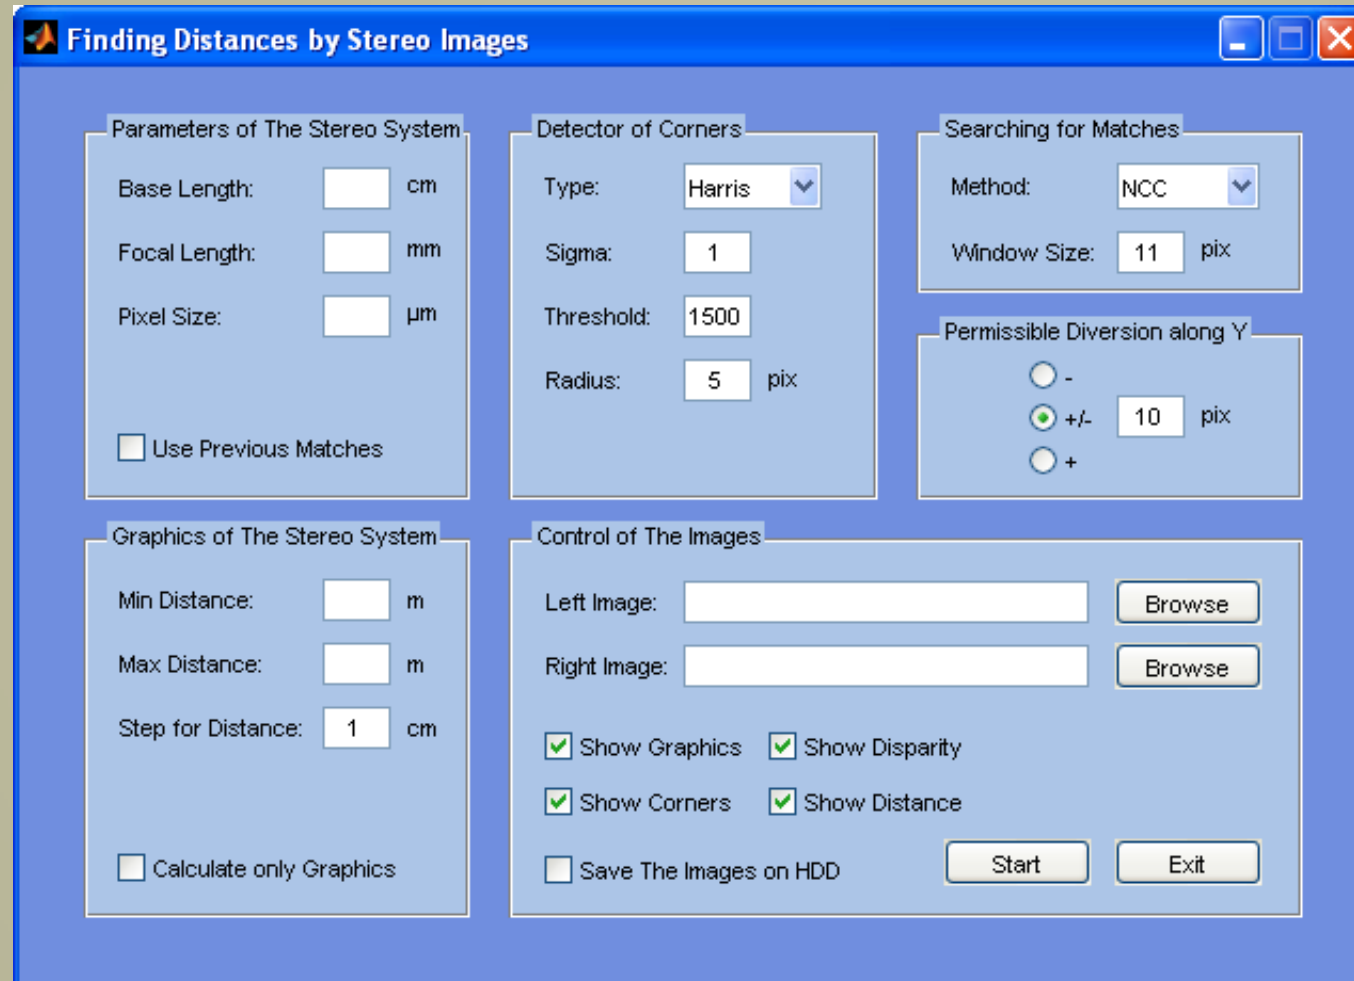 Finding Distances by Stereo Images
Parameters of The Stereo System
Base Length: cm
Focal Length: mm
Pixel Size: µm
Use Previous Matches
Detector of Corners
Type: Harris
Sigma: 1
Threshold: 1500
Radius: 5 pix
Searching for Matches
Method: NCC
Window Size: 11 pix
Permissible Diversion along Y
-
+/- 10 pix
+
Graphics of The Stereo System
Min Distance: m
Max Distance: m
Step for Distance: 1 cm
Calculate only Graphics
Control of The Images
Left Image: Browse
Right Image: Browse
Show Graphics Show Disparity
Show Corners Show Distance
Save The Images on HDD Start Exit